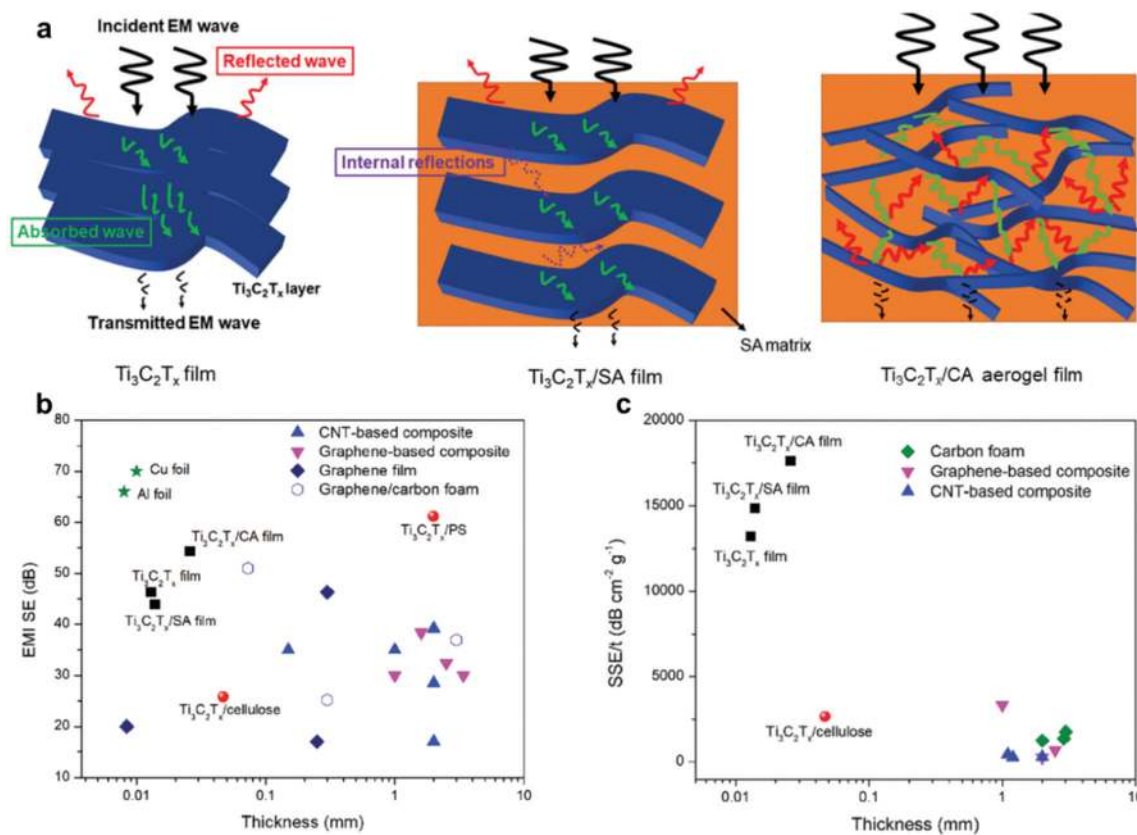 a
Incident EM wave
Reflected wave
Internal reflections
Absorbed wave
Ti₃C₂Tₓ layer
Transmitted EM wave
SA matrix
Ti₃C₂Tₓ film
Ti₃C₂Tₓ/SA film
Ti₃C₂Tₓ/CA aerogel film
b
80
70
60
50
40
30
20
10
EMI SE (dB)
Cu foil
Al foil
CNT-based composite
Graphene-based composite
Graphene film
Graphene/carbon foam
Ti₃C₂Tₓ/PS
Ti₃C₂Tₓ/CA film
Ti₃C₂Tₓ film
Ti₃C₂Tₓ/SA film
Ti₃C₂Tₓ/cellulose
0.01 0.1 1 10
Thickness (mm)
c
20000
15000
10000
5000
0
SSE/t (dB cm⁻² g⁻¹)
Ti₃C₂Tₓ/CA film
Ti₃C₂Tₓ/SA film
Ti₃C₂Tₓ film
Carbon foam
Graphene-based composite
CNT-based composite
Ti₃C₂Tₓ/cellulose
0.01 0.1 1 10
Thickness (mm)